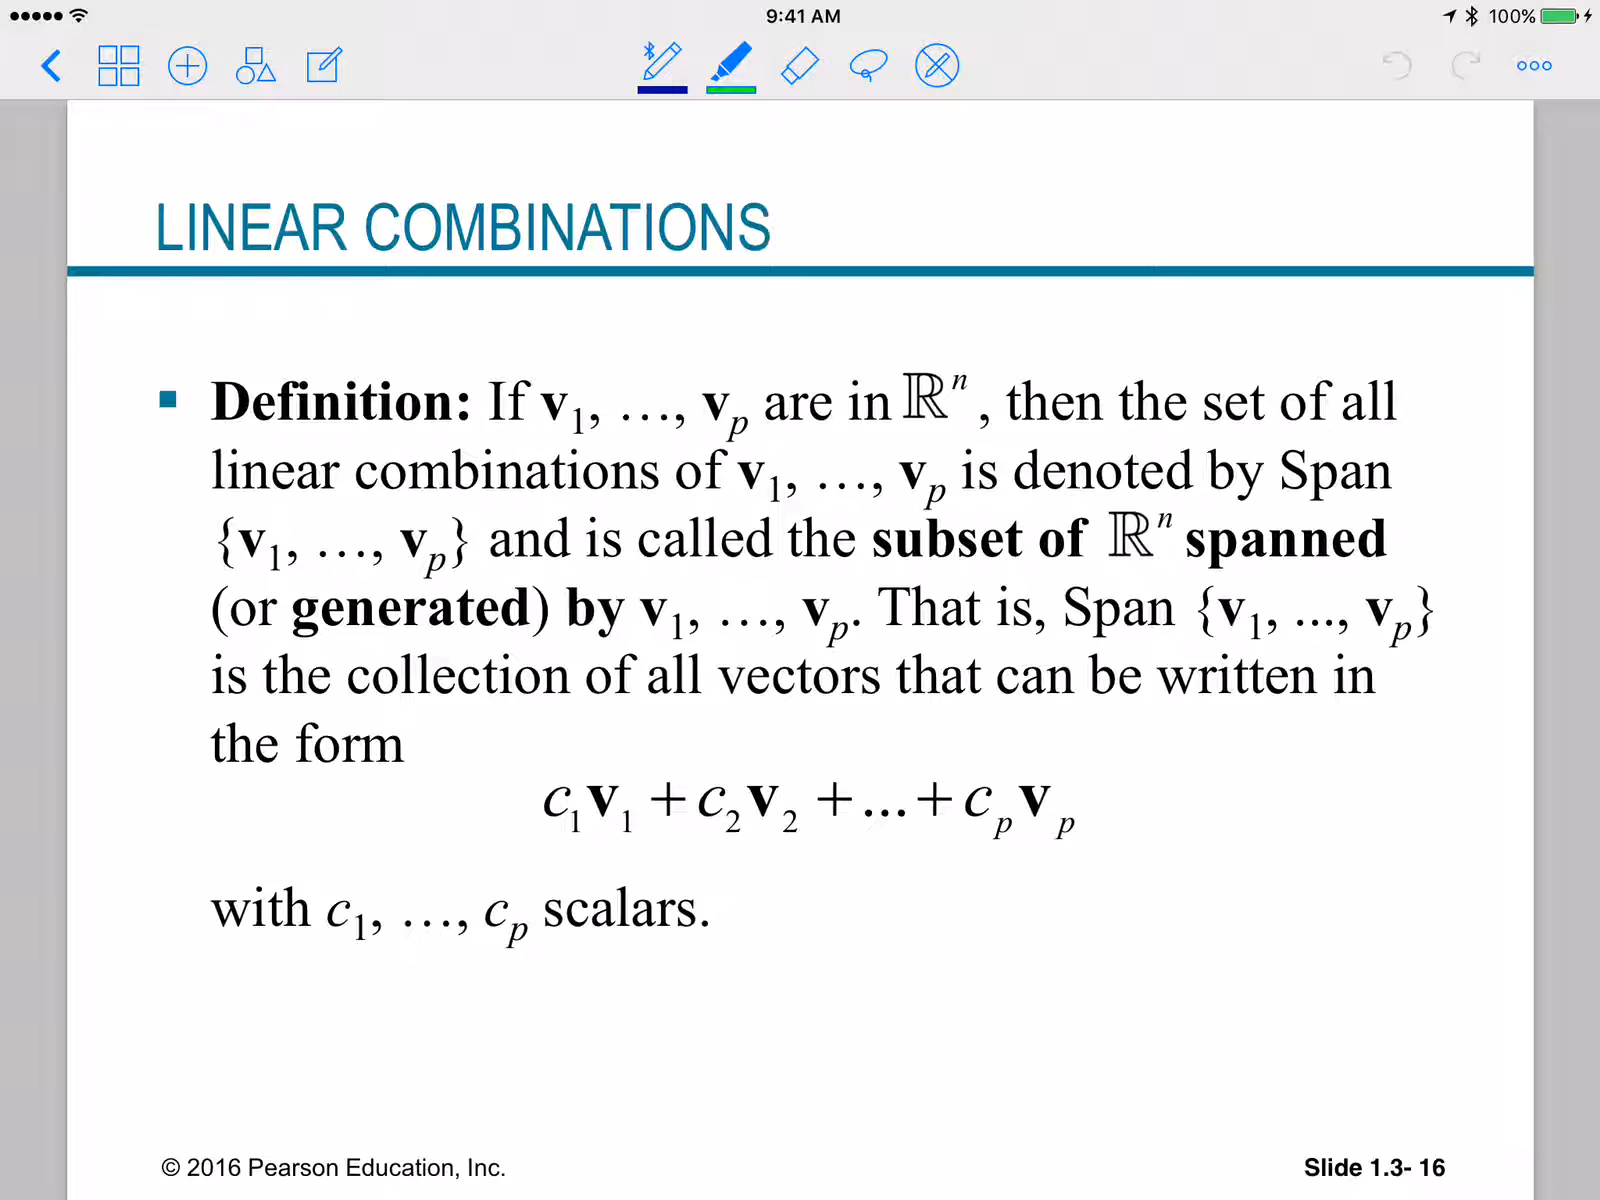 9:41 AM
100%
LINEAR COMBINATIONS
▪ Definition: If v₁, …, vₚ are in ℝⁿ, then the set of all
linear combinations of v₁, …, vₚ is denoted by Span
{v₁, …, vₚ} and is called the subset of ℝⁿ spanned
(or generated) by v₁, …, vₚ. That is, Span {v₁, ..., vₚ}
is the collection of all vectors that can be written in
the form
c₁v₁ + c₂v₂ + ... + cₚvₚ
with c₁, …, cₚ scalars.
© 2016 Pearson Education, Inc.
Slide 1.3- 16